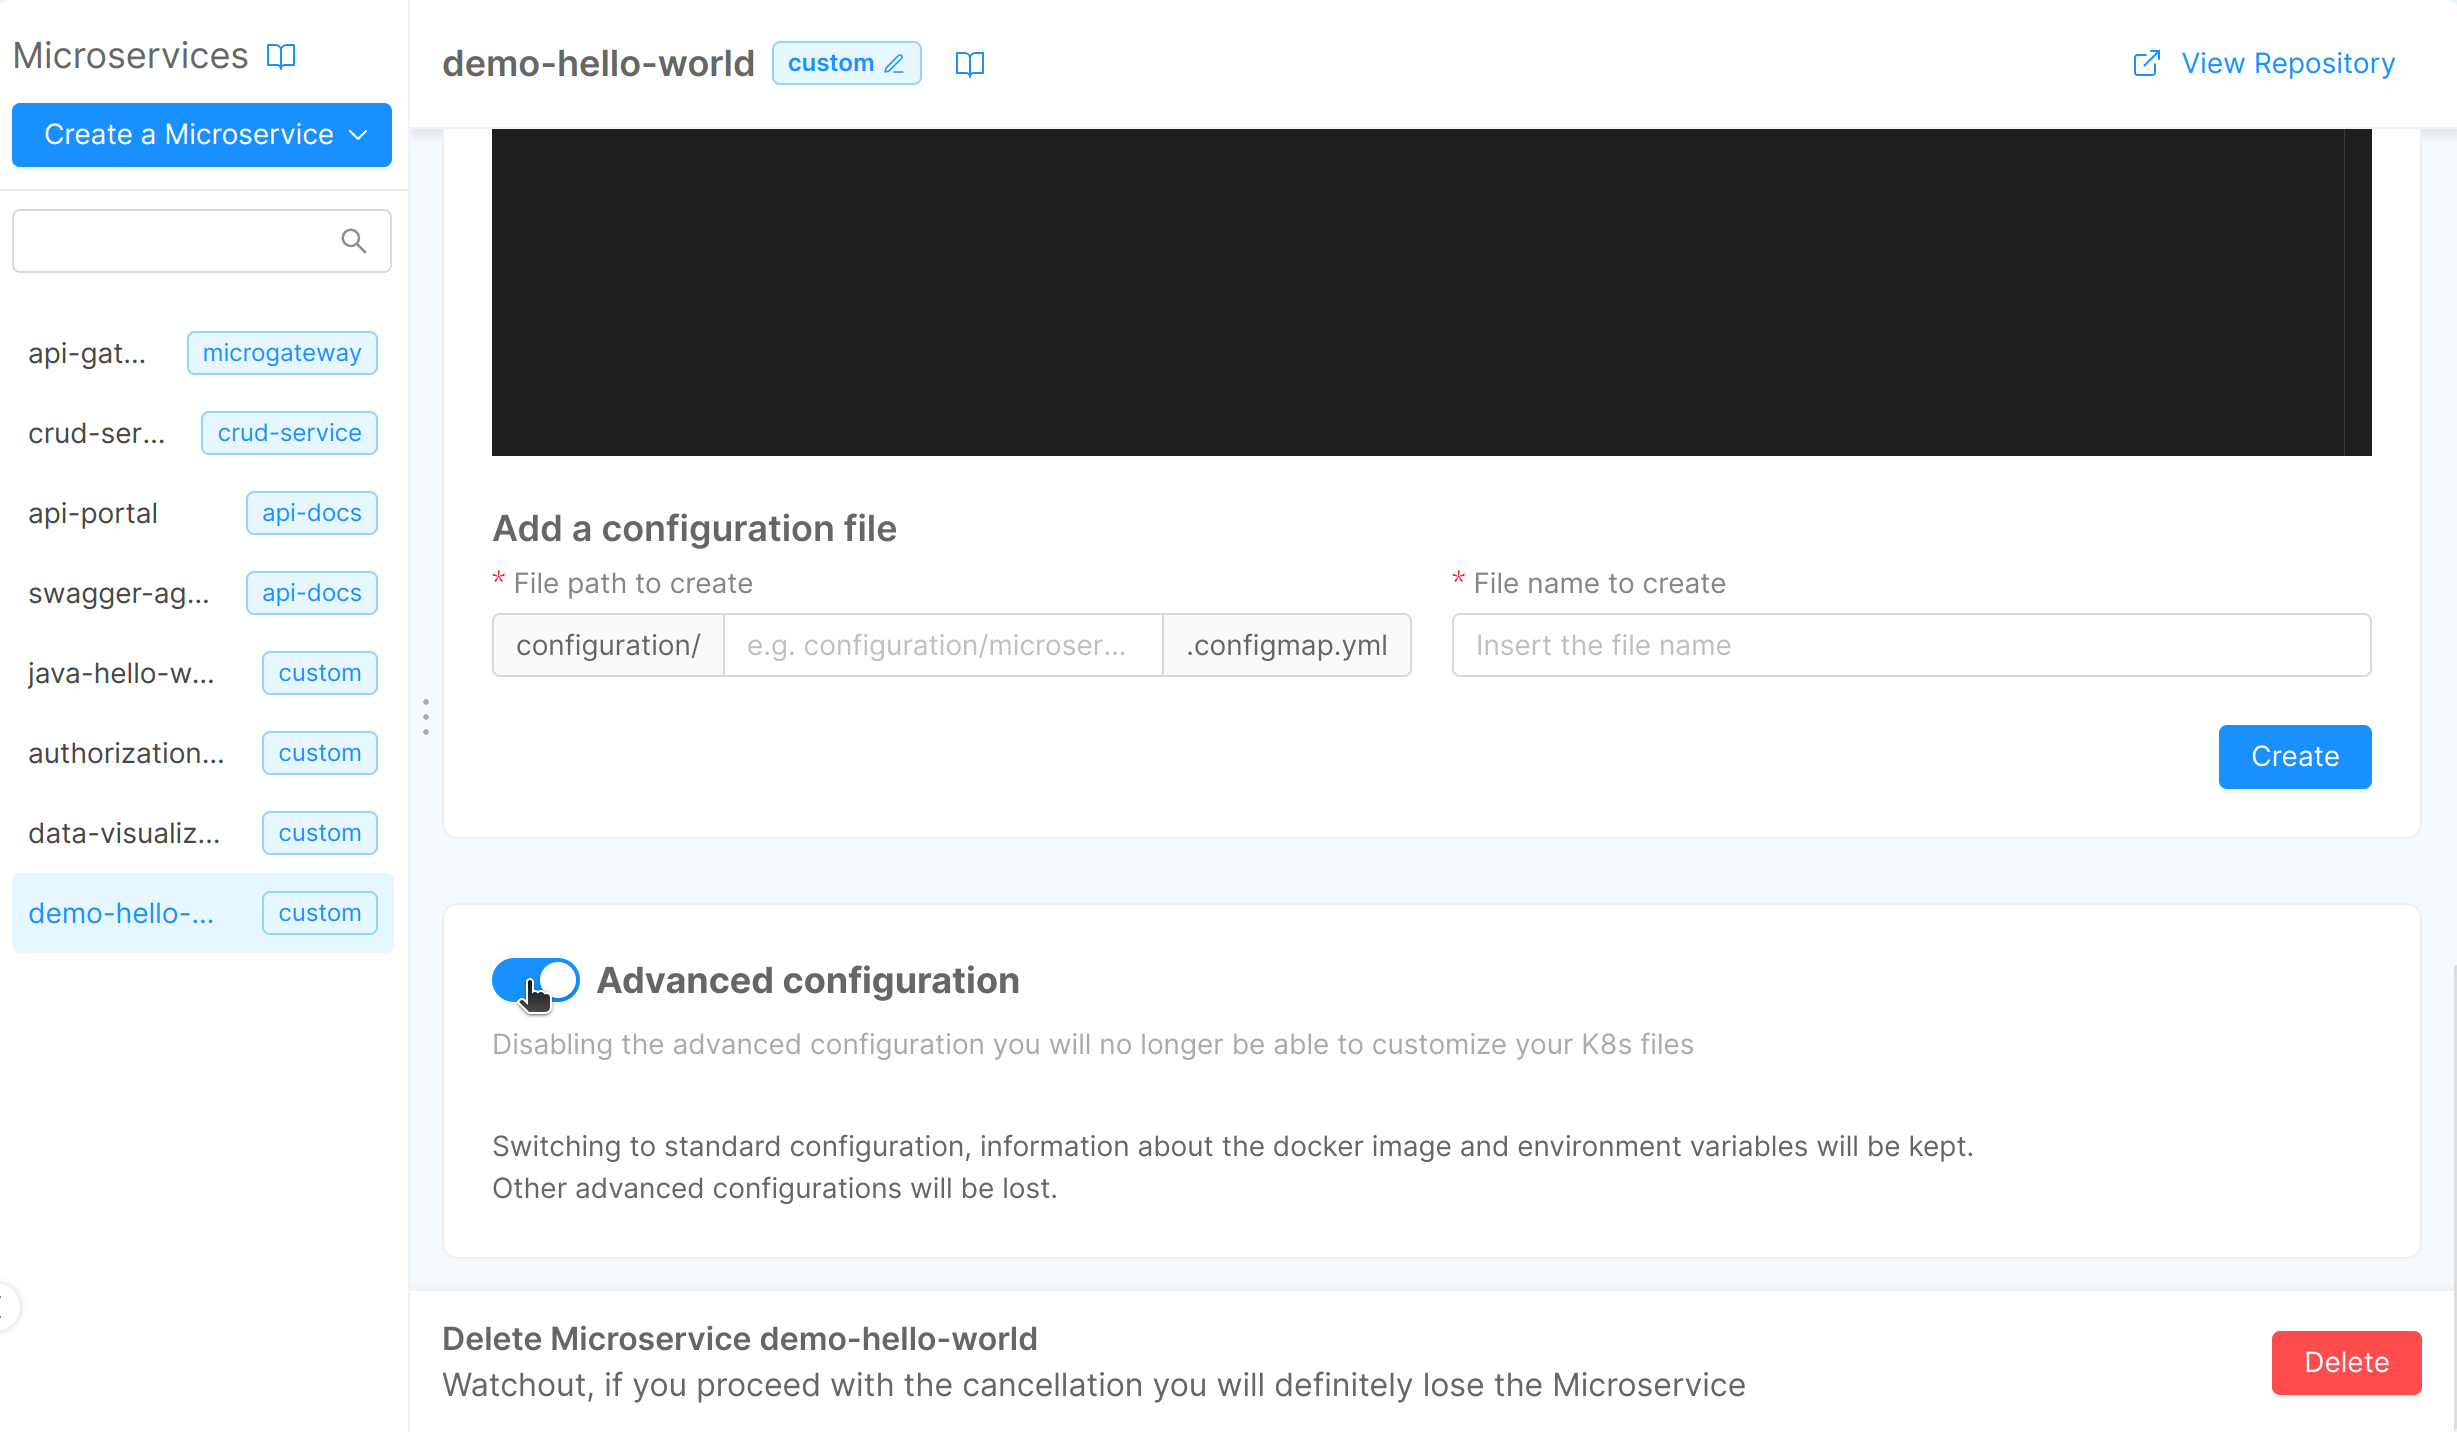 Microservices
Create a Microservice
api-gat... microgateway
crud-ser... crud-service
api-portal api-docs
swagger-ag... api-docs
java-hello-w... custom
authorization... custom
data-visualiz... custom
demo-hello-... custom
demo-hello-world custom View Repository
Add a configuration file
* File path to create * File name to create
configuration/ e.g. configuration/microser... .configmap.yml Insert the file name
Create
Advanced configuration
Disabling the advanced configuration you will no longer be able to customize your K8s files
Switching to standard configuration, information about the docker image and environment variables will be kept.
Other advanced configurations will be lost.
Delete Microservice demo-hello-world
Watchout, if you proceed with the cancellation you will definitely lose the Microservice
Delete